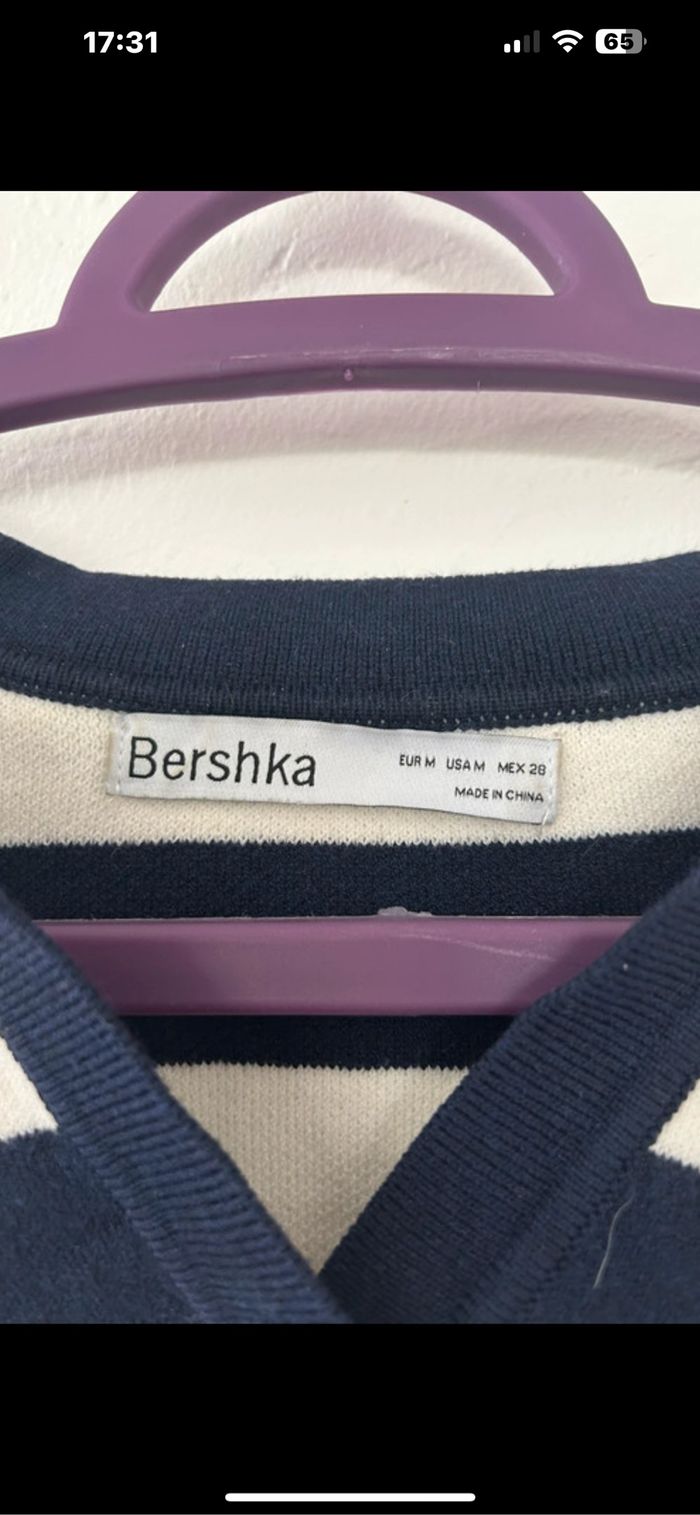 17:31
65
Bershka
EUR M USA M MEX 28
MADE IN CHINA